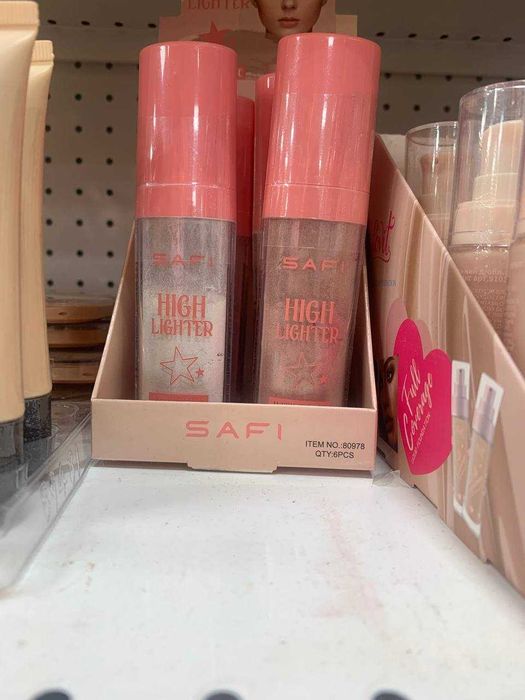 LIGHTER
SAFI
HIGH
LIGHTER
SAFI
HIGH
LIGHTER
SAFI
ITEM NO.:80978
QTY:6PCS
Full
Coverage